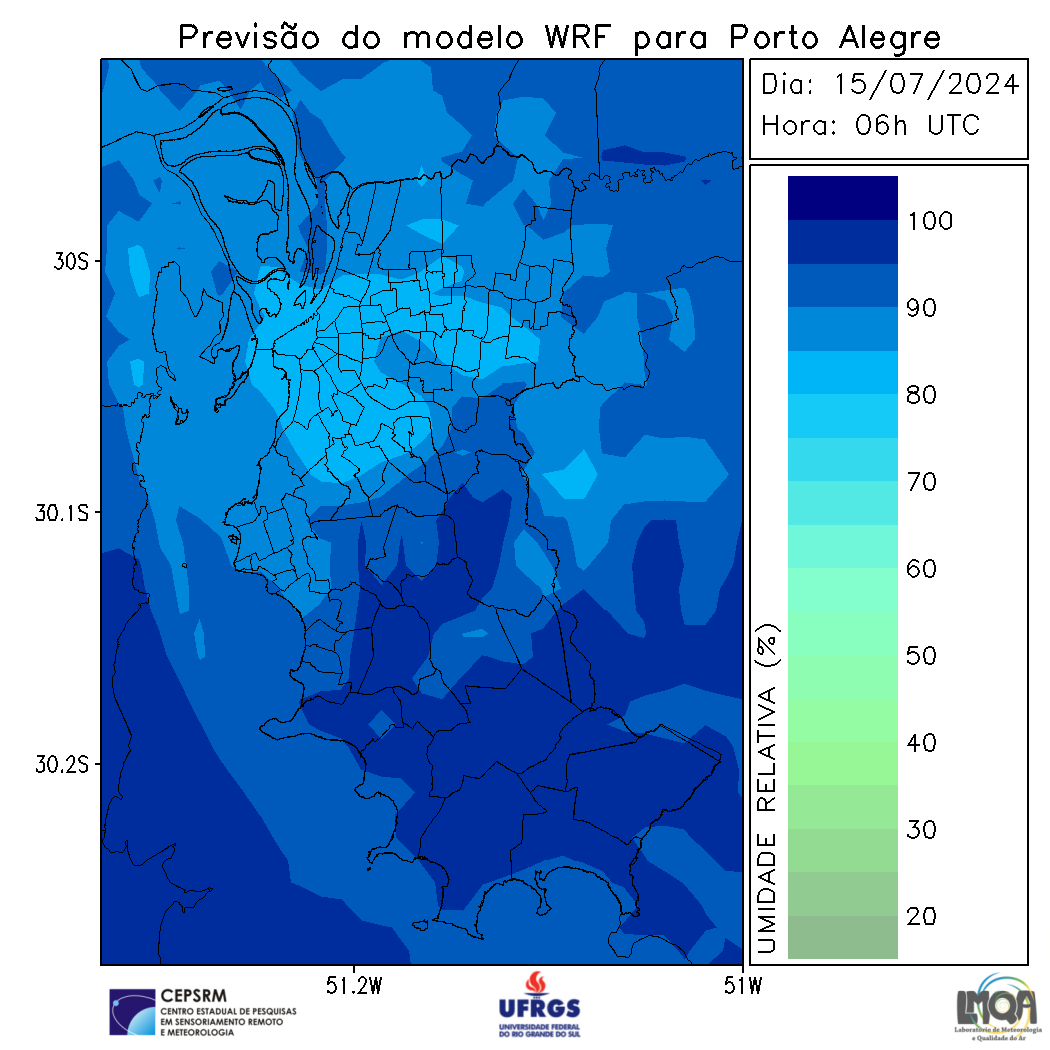 Previsão do modelo WRF para Porto Alegre
Dia: 15/07/2024
Hora: 06h UTC
30S
30.1S
30.2S
51.2W
51W
100
90
80
70
60
50
40
30
20
UMIDADE RELATIVA (%)
CEPSRM
CENTRO ESTADUAL DE PESQUISAS
EM SENSORIAMENTO REMOTO
E METEOROLOGIA
UFRGS
UNIVERSIDADE FEDERAL
DO RIO GRANDE DO SUL
LMQA
Laboratório de Meteorologia
e Qualidade do Ar